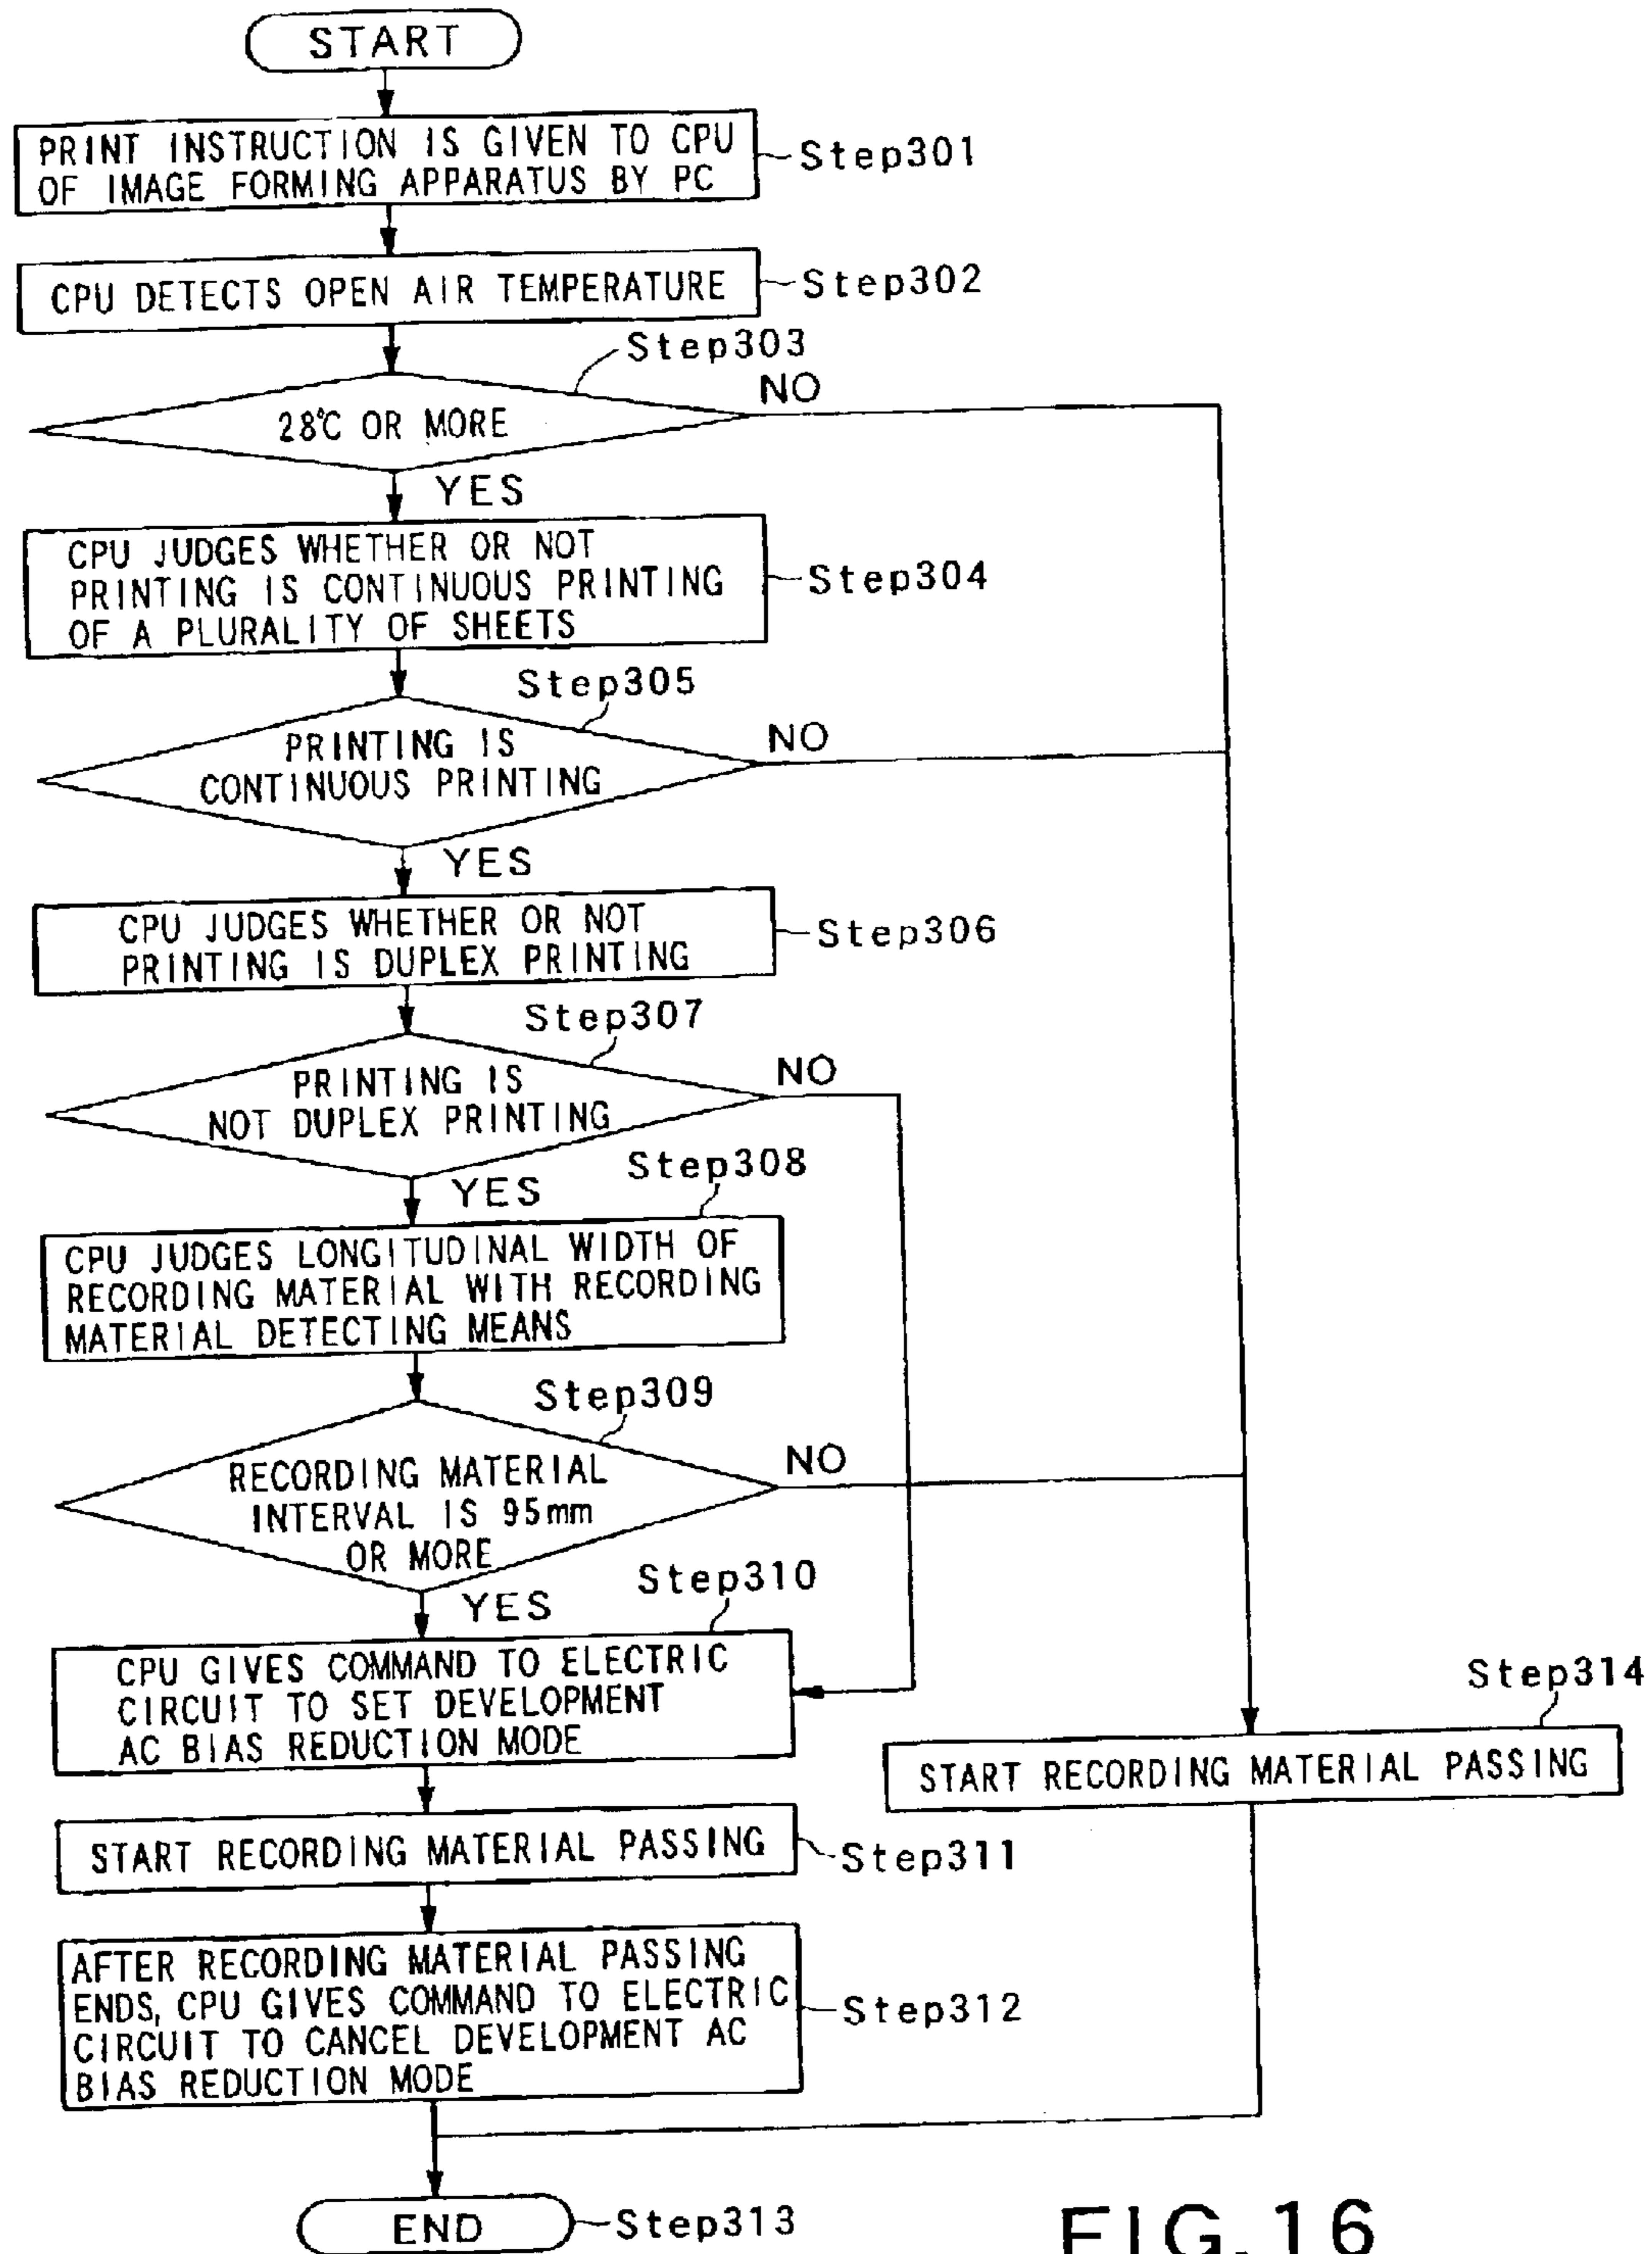 START
PRINT INSTRUCTION IS GIVEN TO CPU
OF IMAGE FORMING APPARATUS BY PC
Step301
CPU DETECTS OPEN AIR TEMPERATURE
Step302
Step303
28℃ OR MORE
NO
YES
CPU JUDGES WHETHER OR NOT
PRINTING IS CONTINUOUS PRINTING
OF A PLURALITY OF SHEETS
Step304
Step305
PRINTING IS
CONTINUOUS PRINTING
NO
YES
CPU JUDGES WHETHER OR NOT
PRINTING IS DUPLEX PRINTING
Step306
Step307
PRINTING IS
NOT DUPLEX PRINTING
NO
YES
Step308
CPU JUDGES LONGITUDINAL WIDTH OF
RECORDING MATERIAL WITH RECORDING
MATERIAL DETECTING MEANS
Step309
RECORDING MATERIAL
INTERVAL IS 95mm
OR MORE
NO
YES
Step310
CPU GIVES COMMAND TO ELECTRIC
CIRCUIT TO SET DEVELOPMENT
AC BIAS REDUCTION MODE
Step314
START RECORDING MATERIAL PASSING
START RECORDING MATERIAL PASSING
Step311
AFTER RECORDING MATERIAL PASSING
ENDS, CPU GIVES COMMAND TO ELECTRIC
CIRCUIT TO CANCEL DEVELOPMENT AC
BIAS REDUCTION MODE
Step312
END
Step313
FIG.16